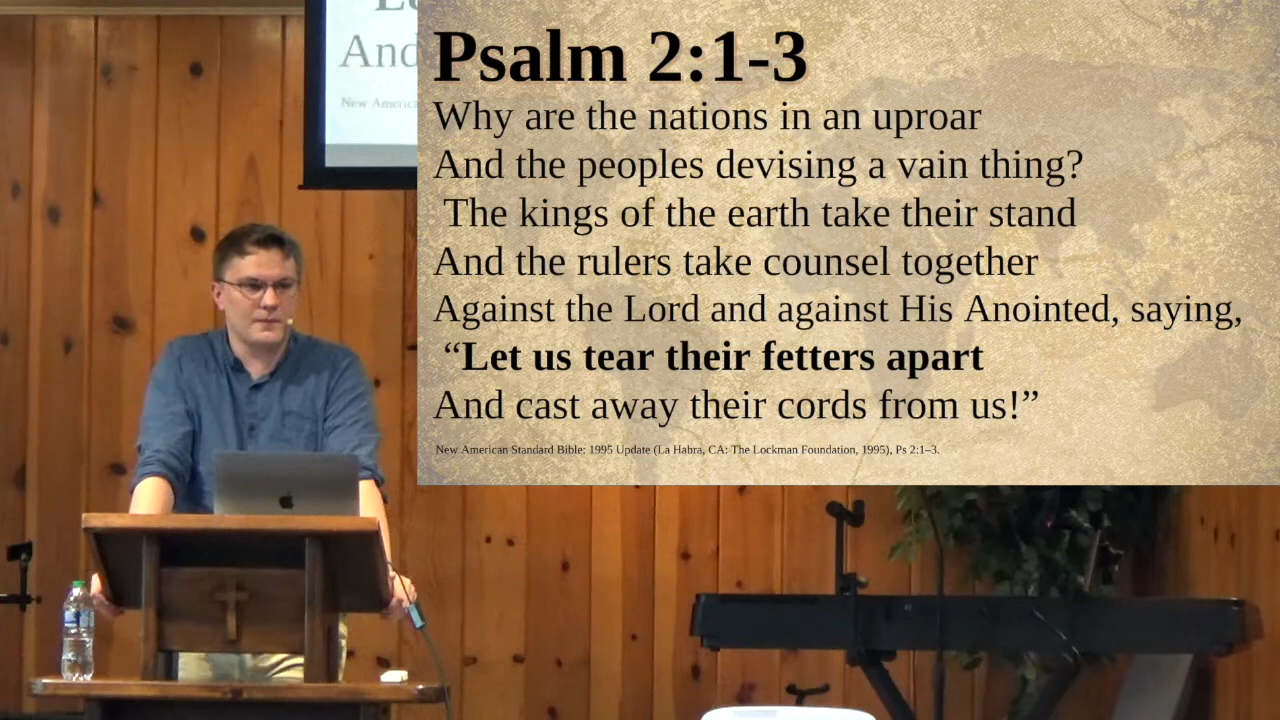 And
New America
Psalm 2:1-3
Why are the nations in an uproar
And the peoples devising a vain thing?
The kings of the earth take their stand
And the rulers take counsel together
Against the Lord and against His Anointed, saying,
“Let us tear their fetters apart
And cast away their cords from us!”
New American Standard Bible: 1995 Update (La Habra, CA: The Lockman Foundation, 1995), Ps 2:1–3.